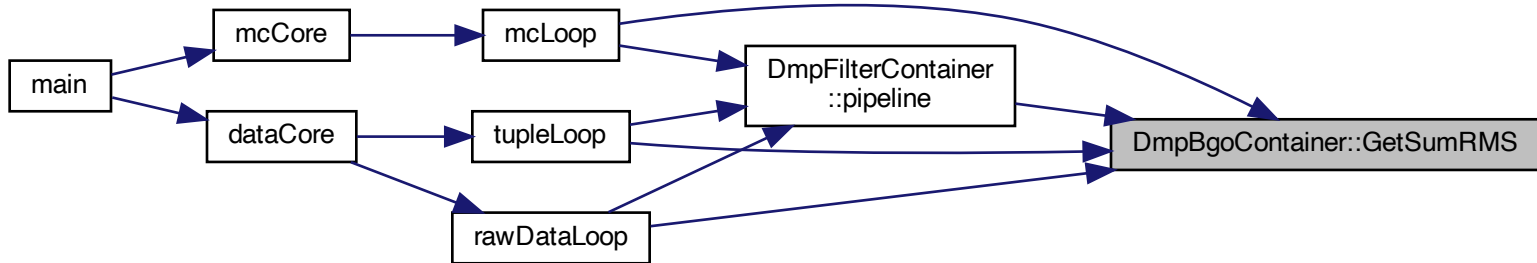 main
mcCore
dataCore
mcLoop
tupleLoop
rawDataLoop
DmpFilterContainer
::pipeline
DmpBgoContainer::GetSumRMS